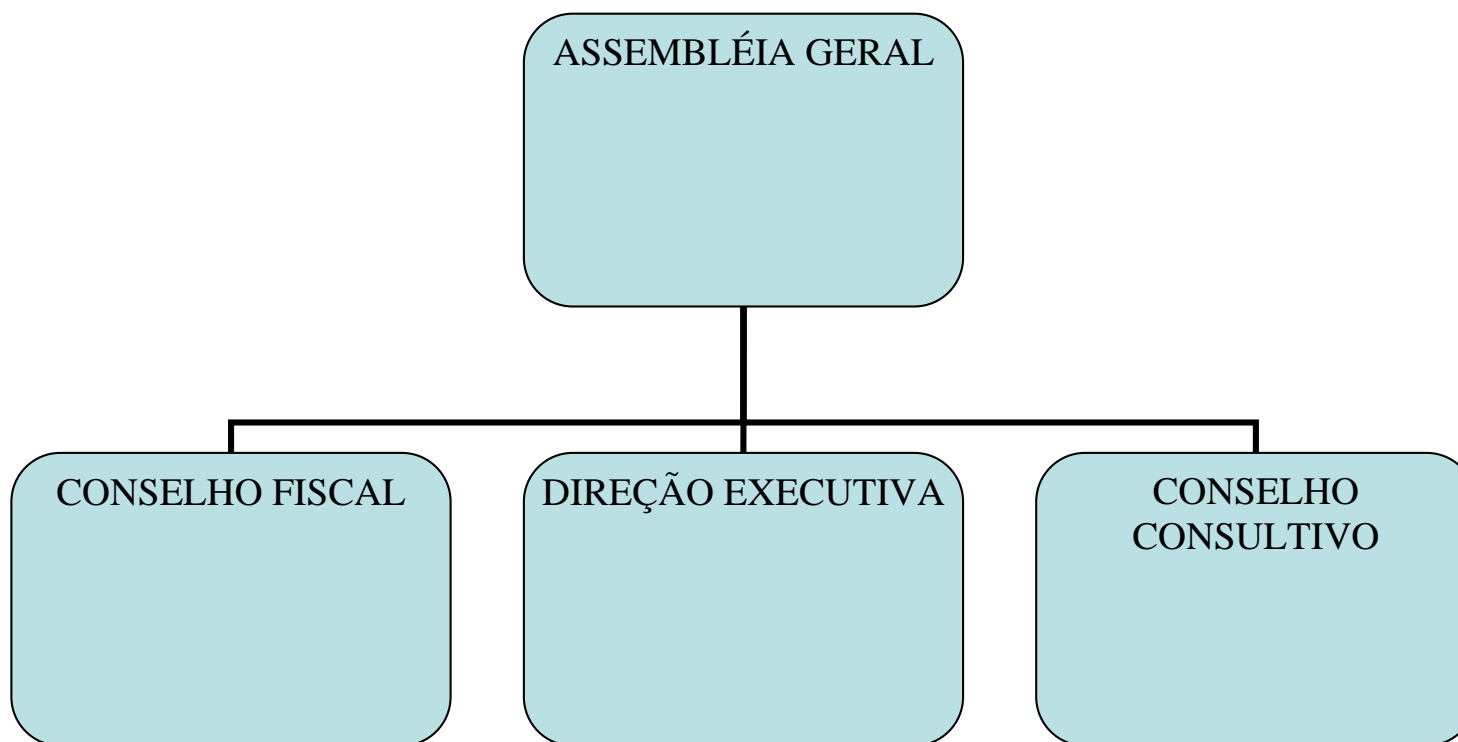 ASSEMBLÉIA GERAL
CONSELHO FISCAL
DIREÇÃO EXECUTIVA
CONSELHO
CONSULTIVO